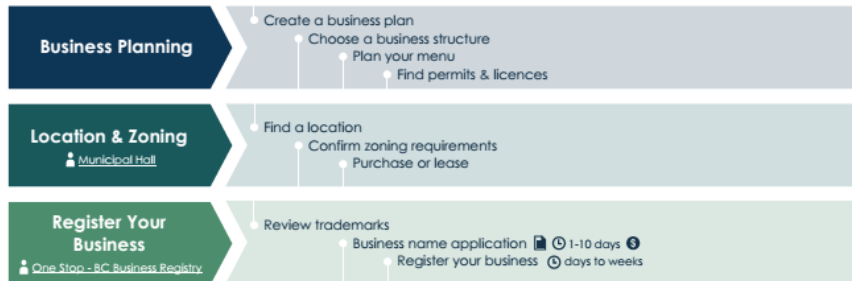 Business Planning
Create a business plan
Choose a business structure
Plan your menu
Find permits & licences
Location & Zoning
Municipal Hall
Find a location
Confirm zoning requirements
Purchase or lease
Register Your
Business
One Stop - BC Business Registry
Review trademarks
Business name application 1-10 days $
Register your business days to weeks